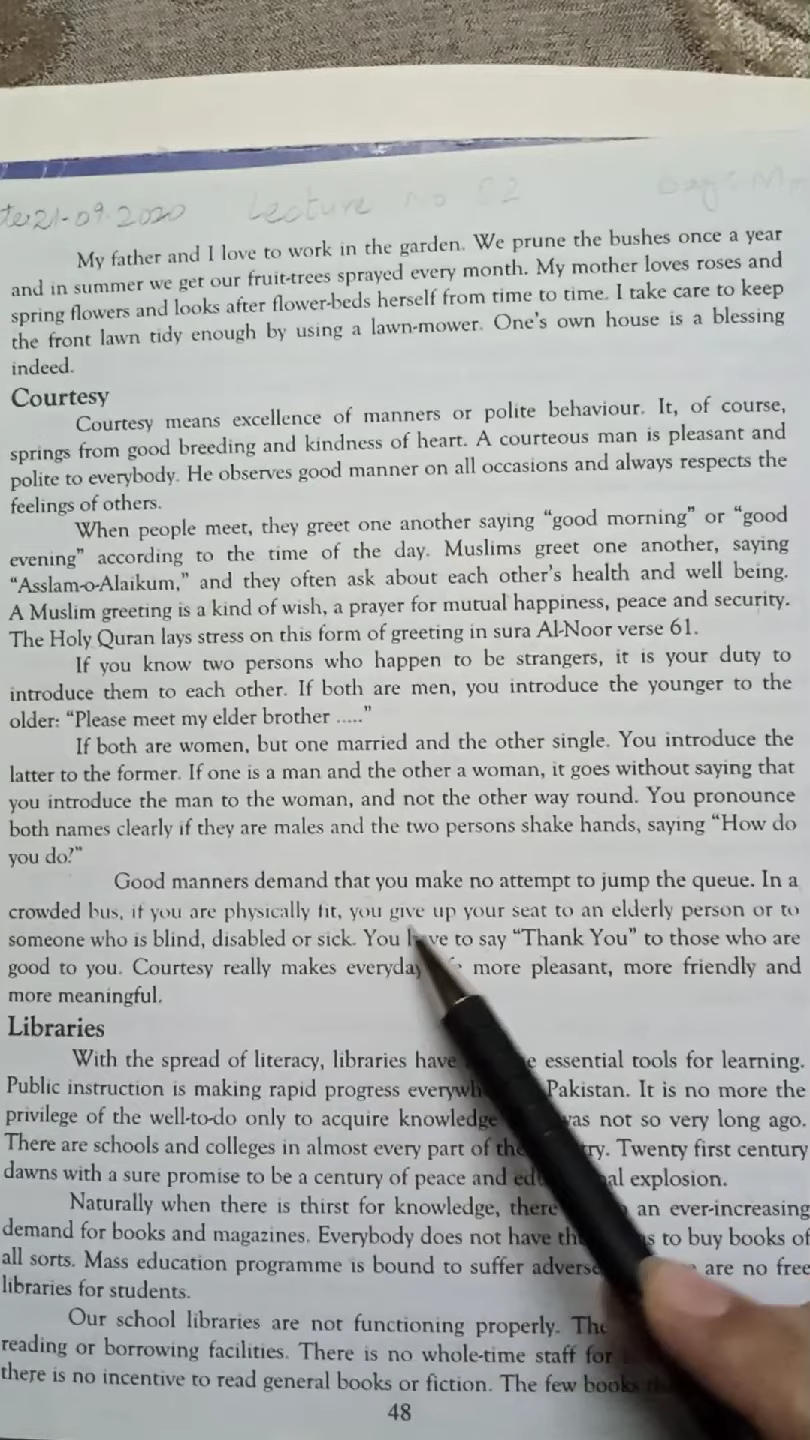 te: 21-09-2020 Lecture no 02
My father and I love to work in the garden. We prune the bushes once a year
and in summer we get our fruit-trees sprayed every month. My mother loves roses and
spring flowers and looks after flower-beds herself from time to time. I take care to keep
the front lawn tidy enough by using a lawn-mower. One's own house is a blessing
indeed.
Courtesy
Courtesy means excellence of manners or polite behaviour. It, of course,
springs from good breeding and kindness of heart. A courteous man is pleasant and
polite to everybody. He observes good manner on all occasions and always respects the
feelings of others.
When people meet, they greet one another saying “good morning” or “good
evening” according to the time of the day. Muslims greet one another, saying
“Asslam-o-Alaikum,” and they often ask about each other's health and well being.
A Muslim greeting is a kind of wish, a prayer for mutual happiness, peace and security.
The Holy Quran lays stress on this form of greeting in sura Al-Noor verse 61.
If you know two persons who happen to be strangers, it is your duty to
introduce them to each other. If both are men, you introduce the younger to the
older: “Please meet my elder brother .....”
If both are women, but one married and the other single. You introduce the
latter to the former. If one is a man and the other a woman, it goes without saying that
you introduce the man to the woman, and not the other way round. You pronounce
both names clearly if they are males and the two persons shake hands, saying “How do
you do?”
Good manners demand that you make no attempt to jump the queue. In a
crowded bus, if you are physically fit, you give up your seat to an elderly person or to
someone who is blind, disabled or sick. You have to say “Thank You” to those who are
good to you. Courtesy really makes everyday more pleasant, more friendly and
more meaningful.
Libraries
With the spread of literacy, libraries have essential tools for learning.
Public instruction is making rapid progress Pakistan. It is no more the
privilege of the well-to-do only to acquire knowledge was not so very long ago.
There are schools and colleges in almost every part of the country. Twenty first century
dawns with a sure promise to be a century of peace and educational explosion.
Naturally when there is thirst for knowledge, there an ever-increasing
demand for books and magazines. Everybody does not have to buy books of
all sorts. Mass education programme is bound to suffer are no free
libraries for students.
Our school libraries are not functioning properly.
reading or borrowing facilities. There is no whole-time staff for
there is no incentive to read general books or fiction. The few books
48